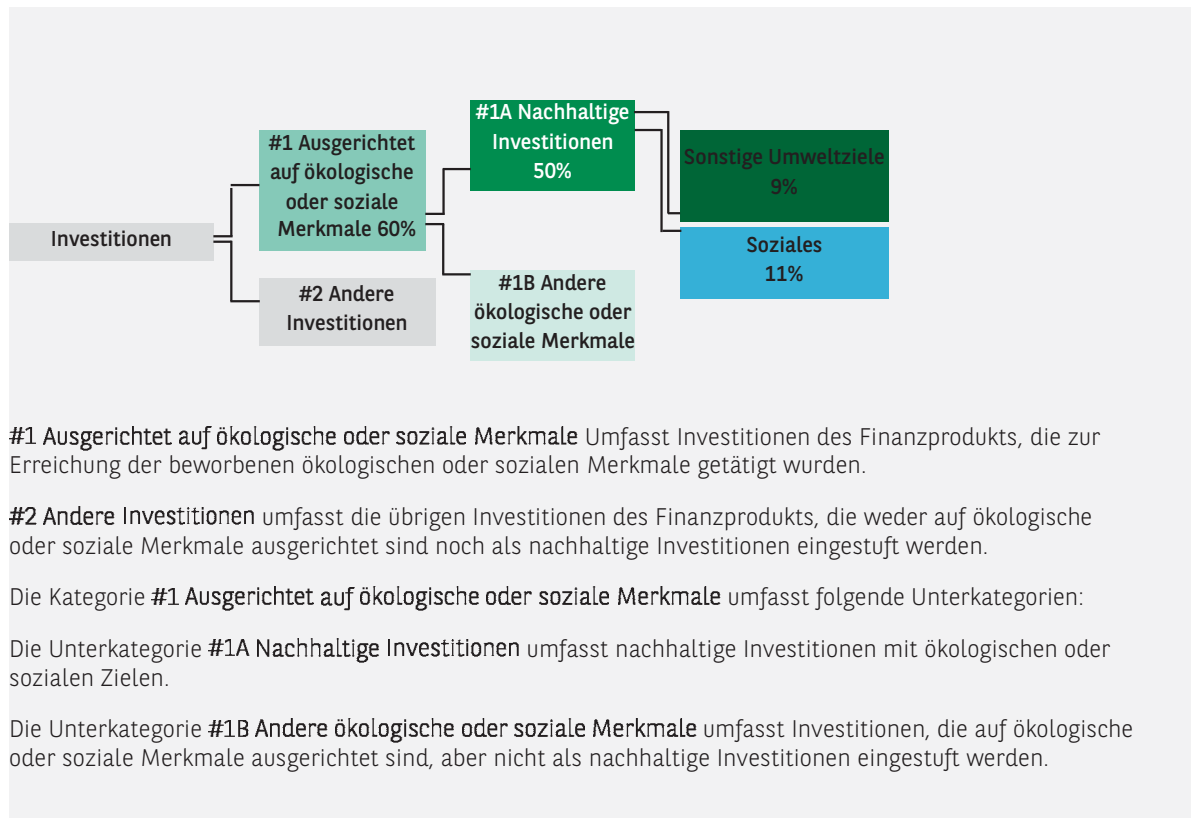 #1A Nachhaltige
Investitionen
50%
#1 Ausgerichtet
auf ökologische
oder soziale
Merkmale 60%
Sonstige Umweltziele
9%
Investitionen
Soziales
11%
#2 Andere
Investitionen
#1B Andere
ökologische oder
soziale Merkmale
#1 Ausgerichtet auf ökologische oder soziale Merkmale Umfasst Investitionen des Finanzprodukts, die zur
Erreichung der beworbenen ökologischen oder sozialen Merkmale getätigt wurden.
#2 Andere Investitionen umfasst die übrigen Investitionen des Finanzprodukts, die weder auf ökologische
oder soziale Merkmale ausgerichtet sind noch als nachhaltige Investitionen eingestuft werden.
Die Kategorie #1 Ausgerichtet auf ökologische oder soziale Merkmale umfasst folgende Unterkategorien:
Die Unterkategorie #1A Nachhaltige Investitionen umfasst nachhaltige Investitionen mit ökologischen oder
sozialen Zielen.
Die Unterkategorie #1B Andere ökologische oder soziale Merkmale umfasst Investitionen, die auf ökologische
oder soziale Merkmale ausgerichtet sind, aber nicht als nachhaltige Investitionen eingestuft werden.